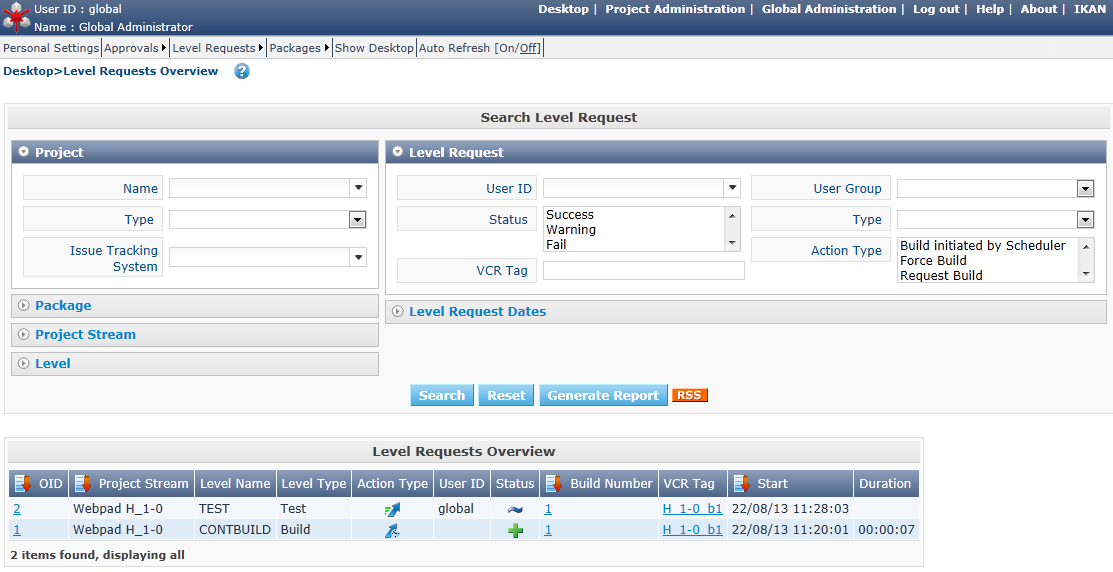 User ID : global
Desktop | Project Administration | Global Administration | Log out | Help | About | IKAN
Name : Global Administrator
Personal Settings Approvals Level Requests Packages Show Desktop Auto Refresh [On/Off]
Desktop>Level Requests Overview ?
Search Level Request
Project
Name
Type
Issue Tracking
System
Package
Project Stream
Level
Level Request
User ID
User Group
Status
Success
Warning
Fail
Type
VCR Tag
Action Type
Build initiated by Scheduler
Force Build
Request Build
Level Request Dates
Search Reset Generate Report RSS
Level Requests Overview
OID Project Stream Level Name Level Type Action Type User ID Status Build Number VCR Tag Start Duration
2 Webpad H_1-0 TEST Test global 1 H_1-0_b1 22/08/13 11:28:03
1 Webpad H_1-0 CONTBUILD Build 1 H_1-0_b1 22/08/13 11:20:01 00:00:07
2 items found, displaying all